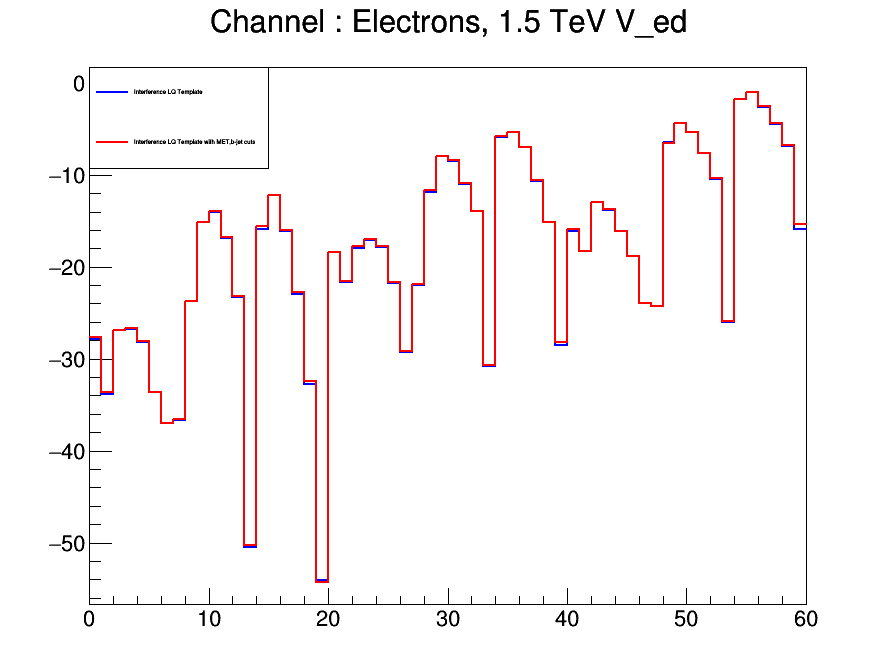 Channel : Electrons, 1.5 TeV V_ed
Interference LQ Template
Interference LQ Template with MET,b-jet cuts
0
−10
−20
−30
−40
−50
0 10 20 30 40 50 60